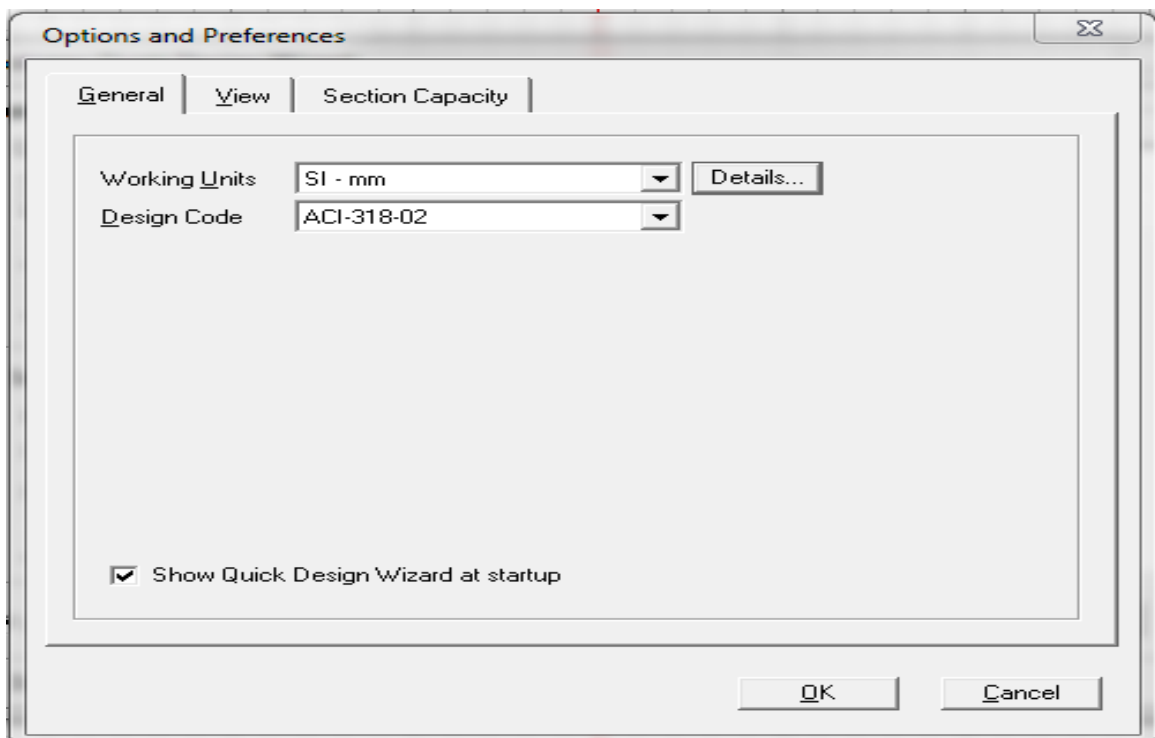 Options and Preferences
General View Section Capacity
Working Units SI - mm Details...
Design Code ACI-318-02
Show Quick Design Wizard at startup
OK Cancel